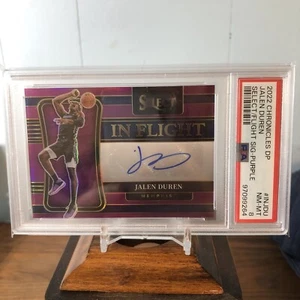 2022 CHRONICLES DP
JALEN DUREN
SELECT/FLIGHT SIG-PURPLE
PSA
#INJDU
NM-MT 8
97099264
SELECT
IN FLIGHT
JALEN DUREN
MEMPHIS